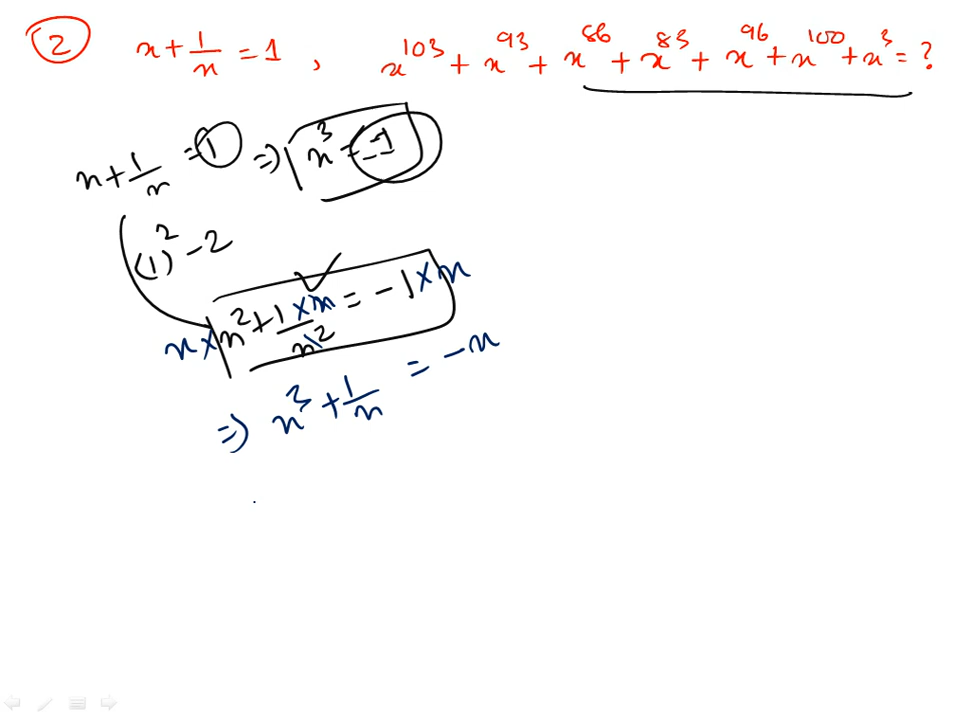 2 x + 1/x = 1 , x^103 + x^93 + x^86 + x^83 + x^96 + x^100 + x^3 = ?
x + 1/x = 1 ⇒ x^3 = -1
(1)^2 - 2
x × x^2 + 1 × x / x^2 = -1 × x
⇒ x^3 + 1/x = -x